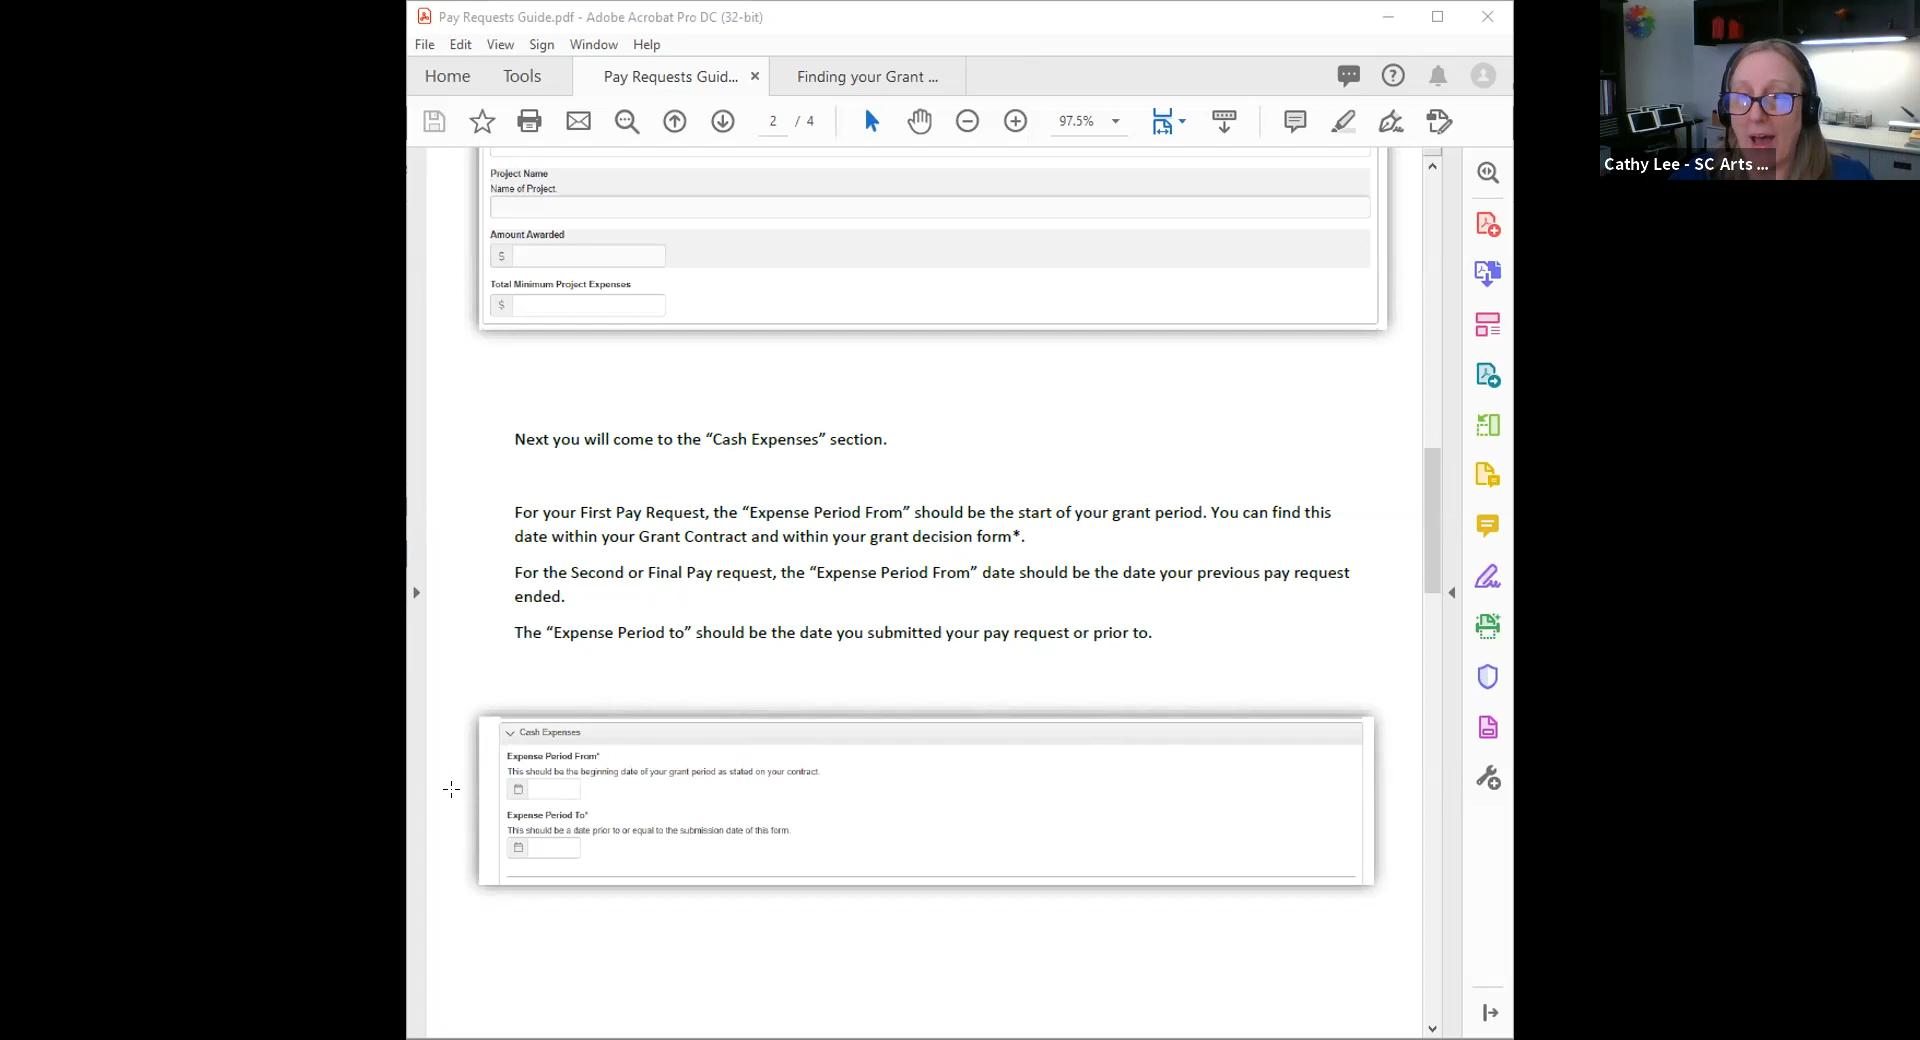 Pay Requests Guide.pdf - Adobe Acrobat Pro DC (32-bit)
File Edit View Sign Window Help
Home Tools Pay Requests Guid... × Finding your Grant ...
2 / 4 97.5%
Cathy Lee - SC Arts ...
Project Name
Name of Project.
Amount Awarded
$
Total Minimum Project Expenses
$
Next you will come to the “Cash Expenses” section.
For your First Pay Request, the “Expense Period From” should be the start of your grant period. You can find this
date within your Grant Contract and within your grant decision form*.
For the Second or Final Pay request, the “Expense Period From” date should be the date your previous pay request
ended.
The “Expense Period to” should be the date you submitted your pay request or prior to.
Cash Expenses
Expense Period From*
This should be the beginning date of your grant period as stated on your contract.
Expense Period To*
This should be a date prior to or equal to the submission date of this form.